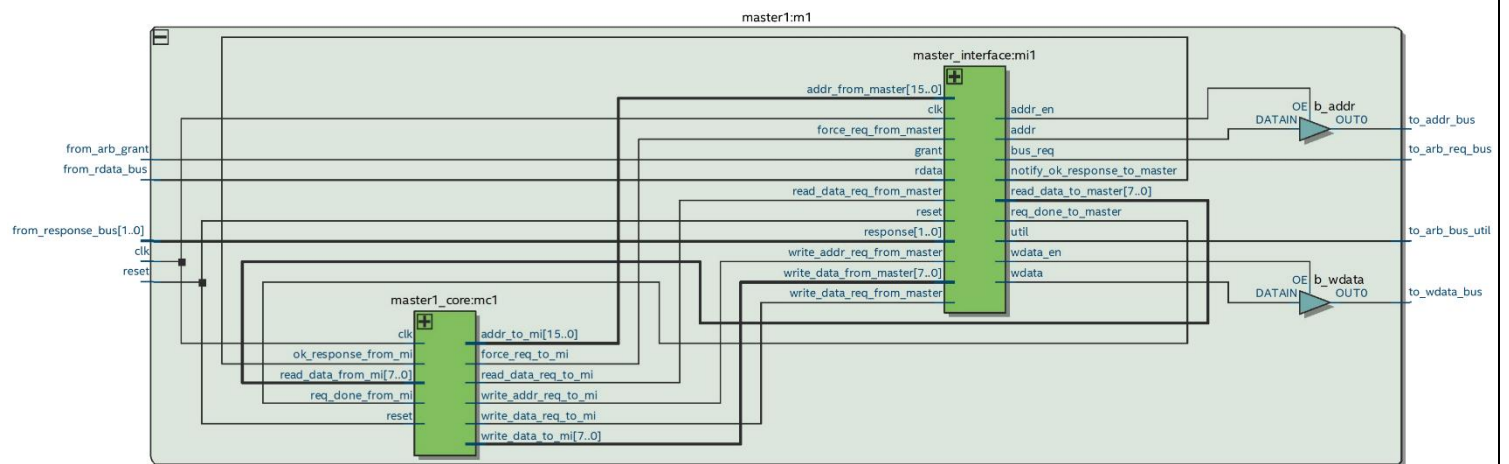 master1:m1
master_interface:mi1
addr_from_master[15..0]
clk
force_req_from_master
grant
rdata
read_data_req_from_master
reset
response[1..0]
write_addr_req_from_master
write_data_from_master[7..0]
write_data_req_from_master
addr_en
addr
bus_req
notify_ok_response_to_master
read_data_to_master[7..0]
req_done_to_master
util
wdata_en
wdata
OE b_addr
DATAIN OUT0
OE b_wdata
DATAIN OUT0
to_addr_bus
to_arb_req_bus
to_arb_bus_util
to_wdata_bus
from_arb_grant
from_rdata_bus
from_response_bus[1..0]
clk
reset
master1_core:mc1
clk
ok_response_from_mi
read_data_from_mi[7..0]
req_done_from_mi
reset
addr_to_mi[15..0]
force_req_to_mi
read_data_req_to_mi
write_addr_req_to_mi
write_data_req_to_mi
write_data_to_mi[7..0]